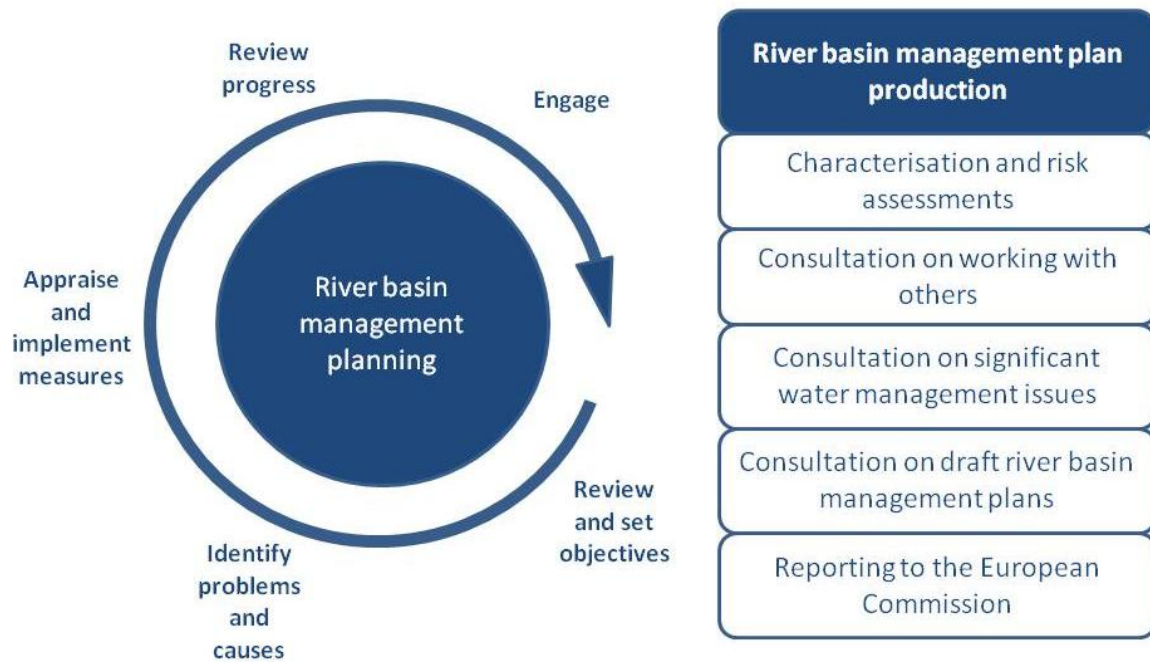 Review
progress
Engage
Appraise
and
implement
measures
River basin
management
planning
Review
and set
objectives
Identify
problems
and
causes
River basin management plan
production
Characterisation and risk
assessments
Consultation on working with
others
Consultation on significant
water management issues
Consultation on draft river basin
management plans
Reporting to the European
Commission